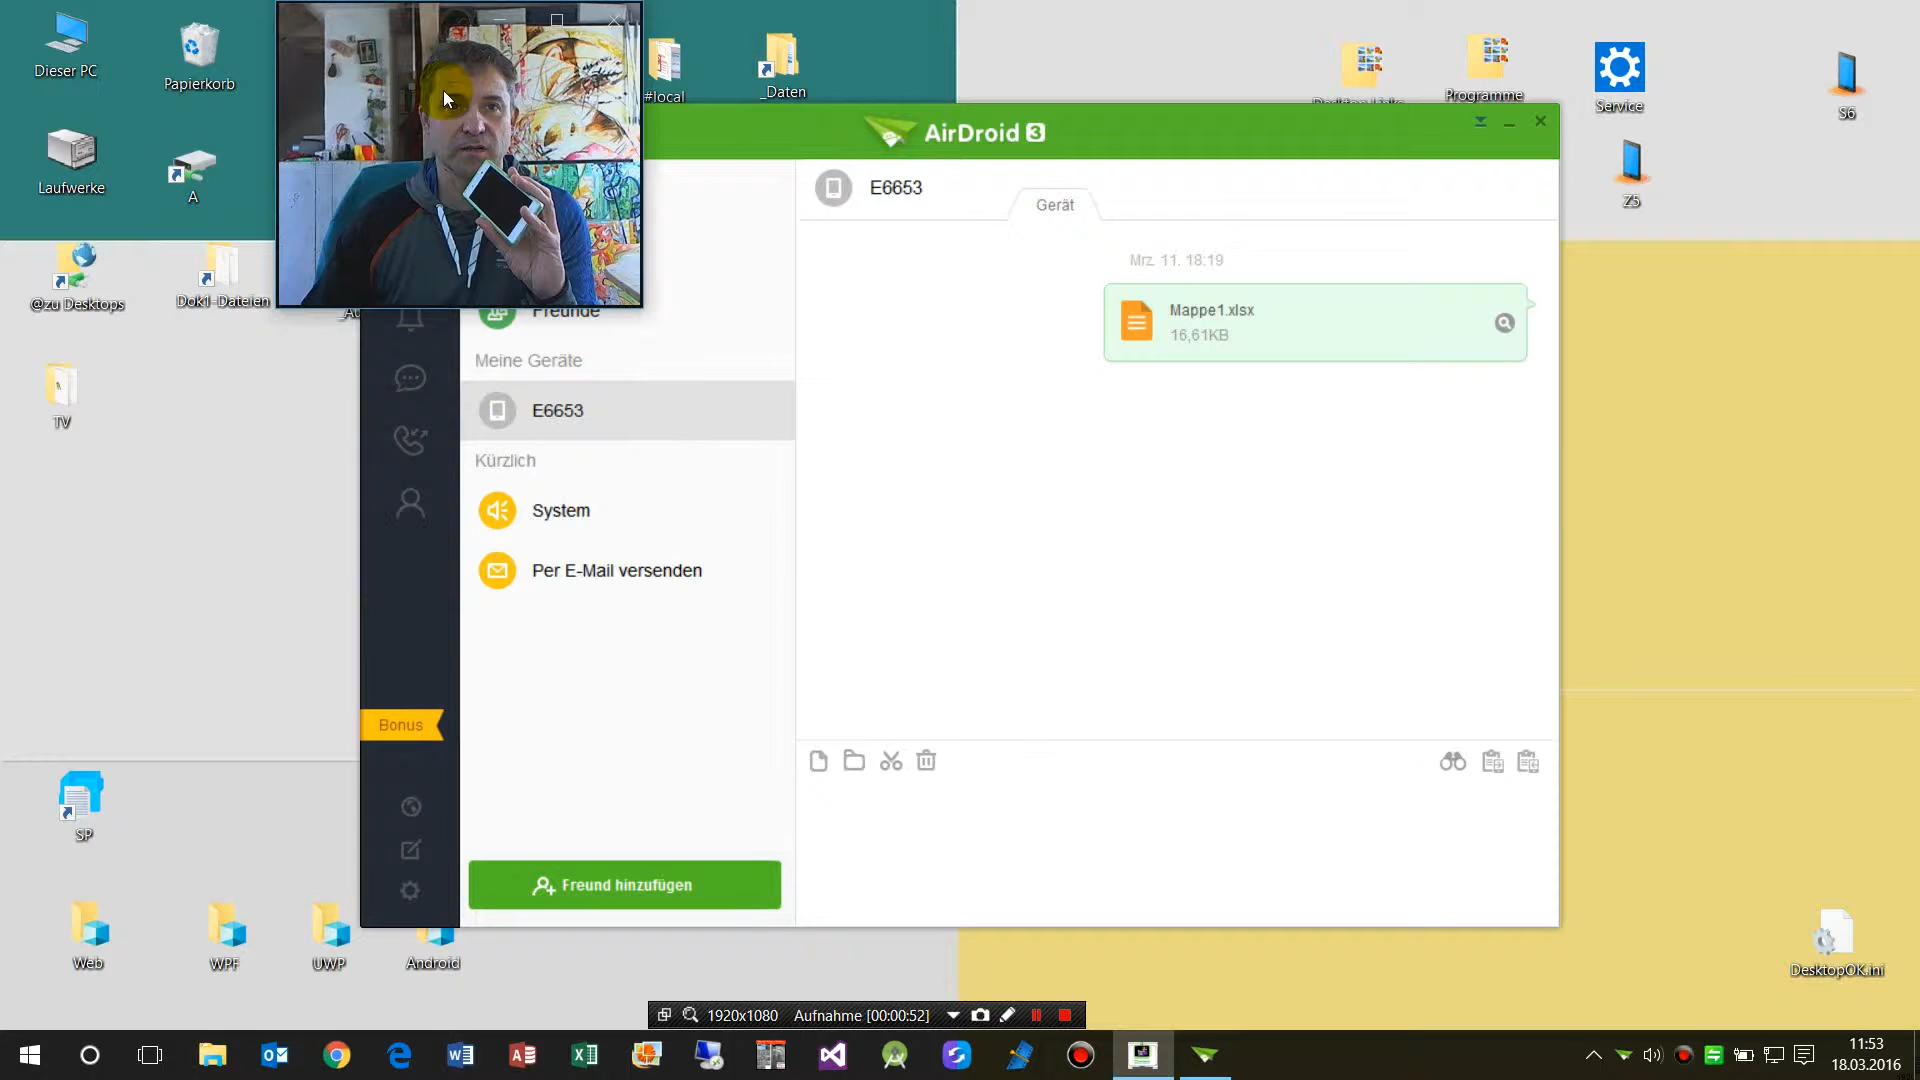 Dieser PC
Papierkorb
#local
_Daten
Programme
Service
S6
Laufwerke
A
Z5
AirDroid 3
E6653
Gerät
@zu Desktops
Dok1-Dateien
Mrz. 11. 18:19
Mappe1.xlsx
16,61KB
Freunde
Meine Geräte
E6653
TV
Kürzlich
System
Per E-Mail versenden
Bonus
SP
Freund hinzufügen
Web
WPF
UWP
Android
DesktopOK.ini
1920x1080 Aufnahme [00:00:52]
11:53
18.03.2016